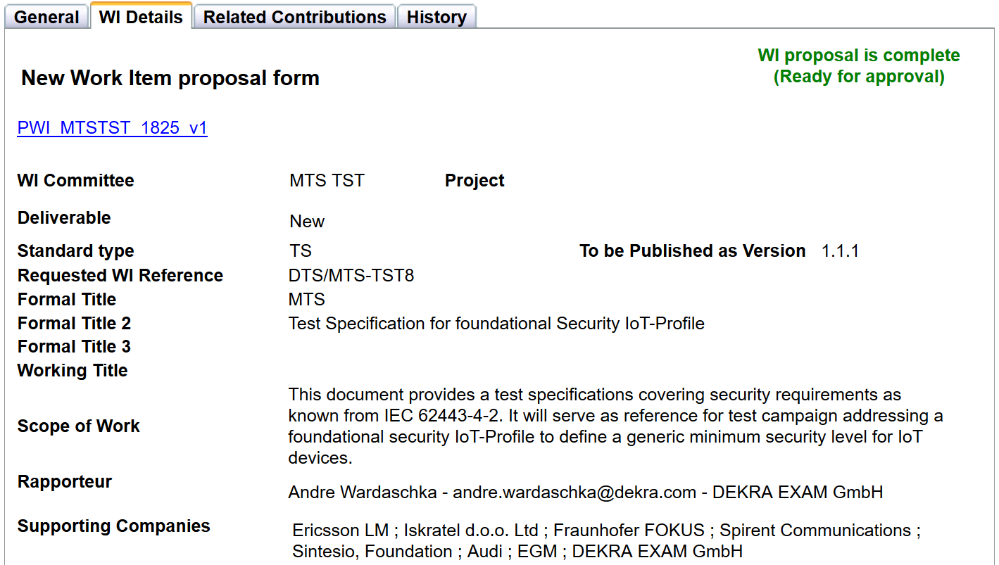 General WI Details Related Contributions History
WI proposal is complete
(Ready for approval)
New Work Item proposal form
PWI_MTSTST_1825_v1
WI Committee MTS TST Project
Deliverable New
Standard type TS To be Published as Version 1.1.1
Requested WI Reference DTS/MTS-TST8
Formal Title MTS
Formal Title 2 Test Specification for foundational Security IoT-Profile
Formal Title 3
Working Title
Scope of Work
This document provides a test specifications covering security requirements as
known from IEC 62443-4-2. It will serve as reference for test campaign addressing a
foundational security IoT-Profile to define a generic minimum security level for IoT
devices.
Rapporteur Andre Wardaschka - andre.wardaschka@dekra.com - DEKRA EXAM GmbH
Supporting Companies Ericsson LM ; Iskratel d.o.o. Ltd ; Fraunhofer FOKUS ; Spirent Communications ;
Sintesio, Foundation ; Audi ; EGM ; DEKRA EXAM GmbH